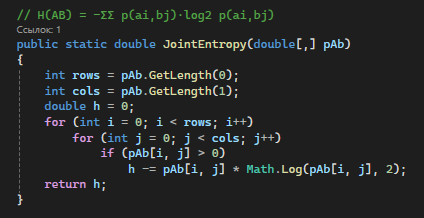 // H(AB) = −ΣΣ p(ai,bj)·log2 p(ai,bj)
Ссылок: 1
public static double JointEntropy(double[,] pAb)
{
    int rows = pAb.GetLength(0);
    int cols = pAb.GetLength(1);
    double h = 0;
    for (int i = 0; i < rows; i++)
        for (int j = 0; j < cols; j++)
            if (pAb[i, j] > 0)
                h -= pAb[i, j] * Math.Log(pAb[i, j], 2);
    return h;
}